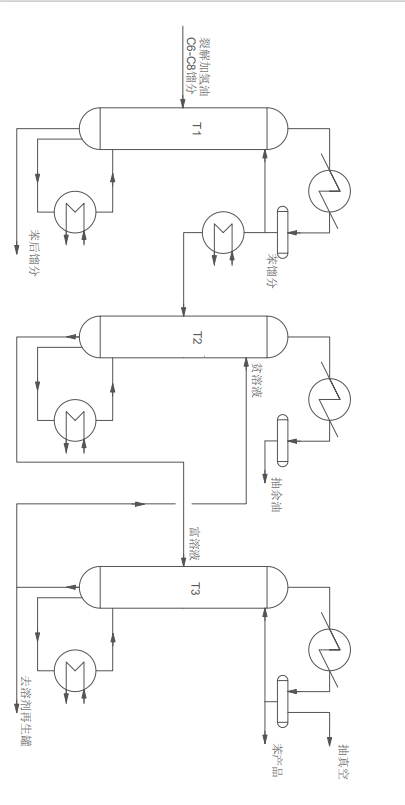 裂解加氢油
C6-C8馏分
T1
苯后馏分
苯馏分
T2
贫溶液
抽余油
富溶液
T3
去溶剂再生罐
苯产品
抽真空